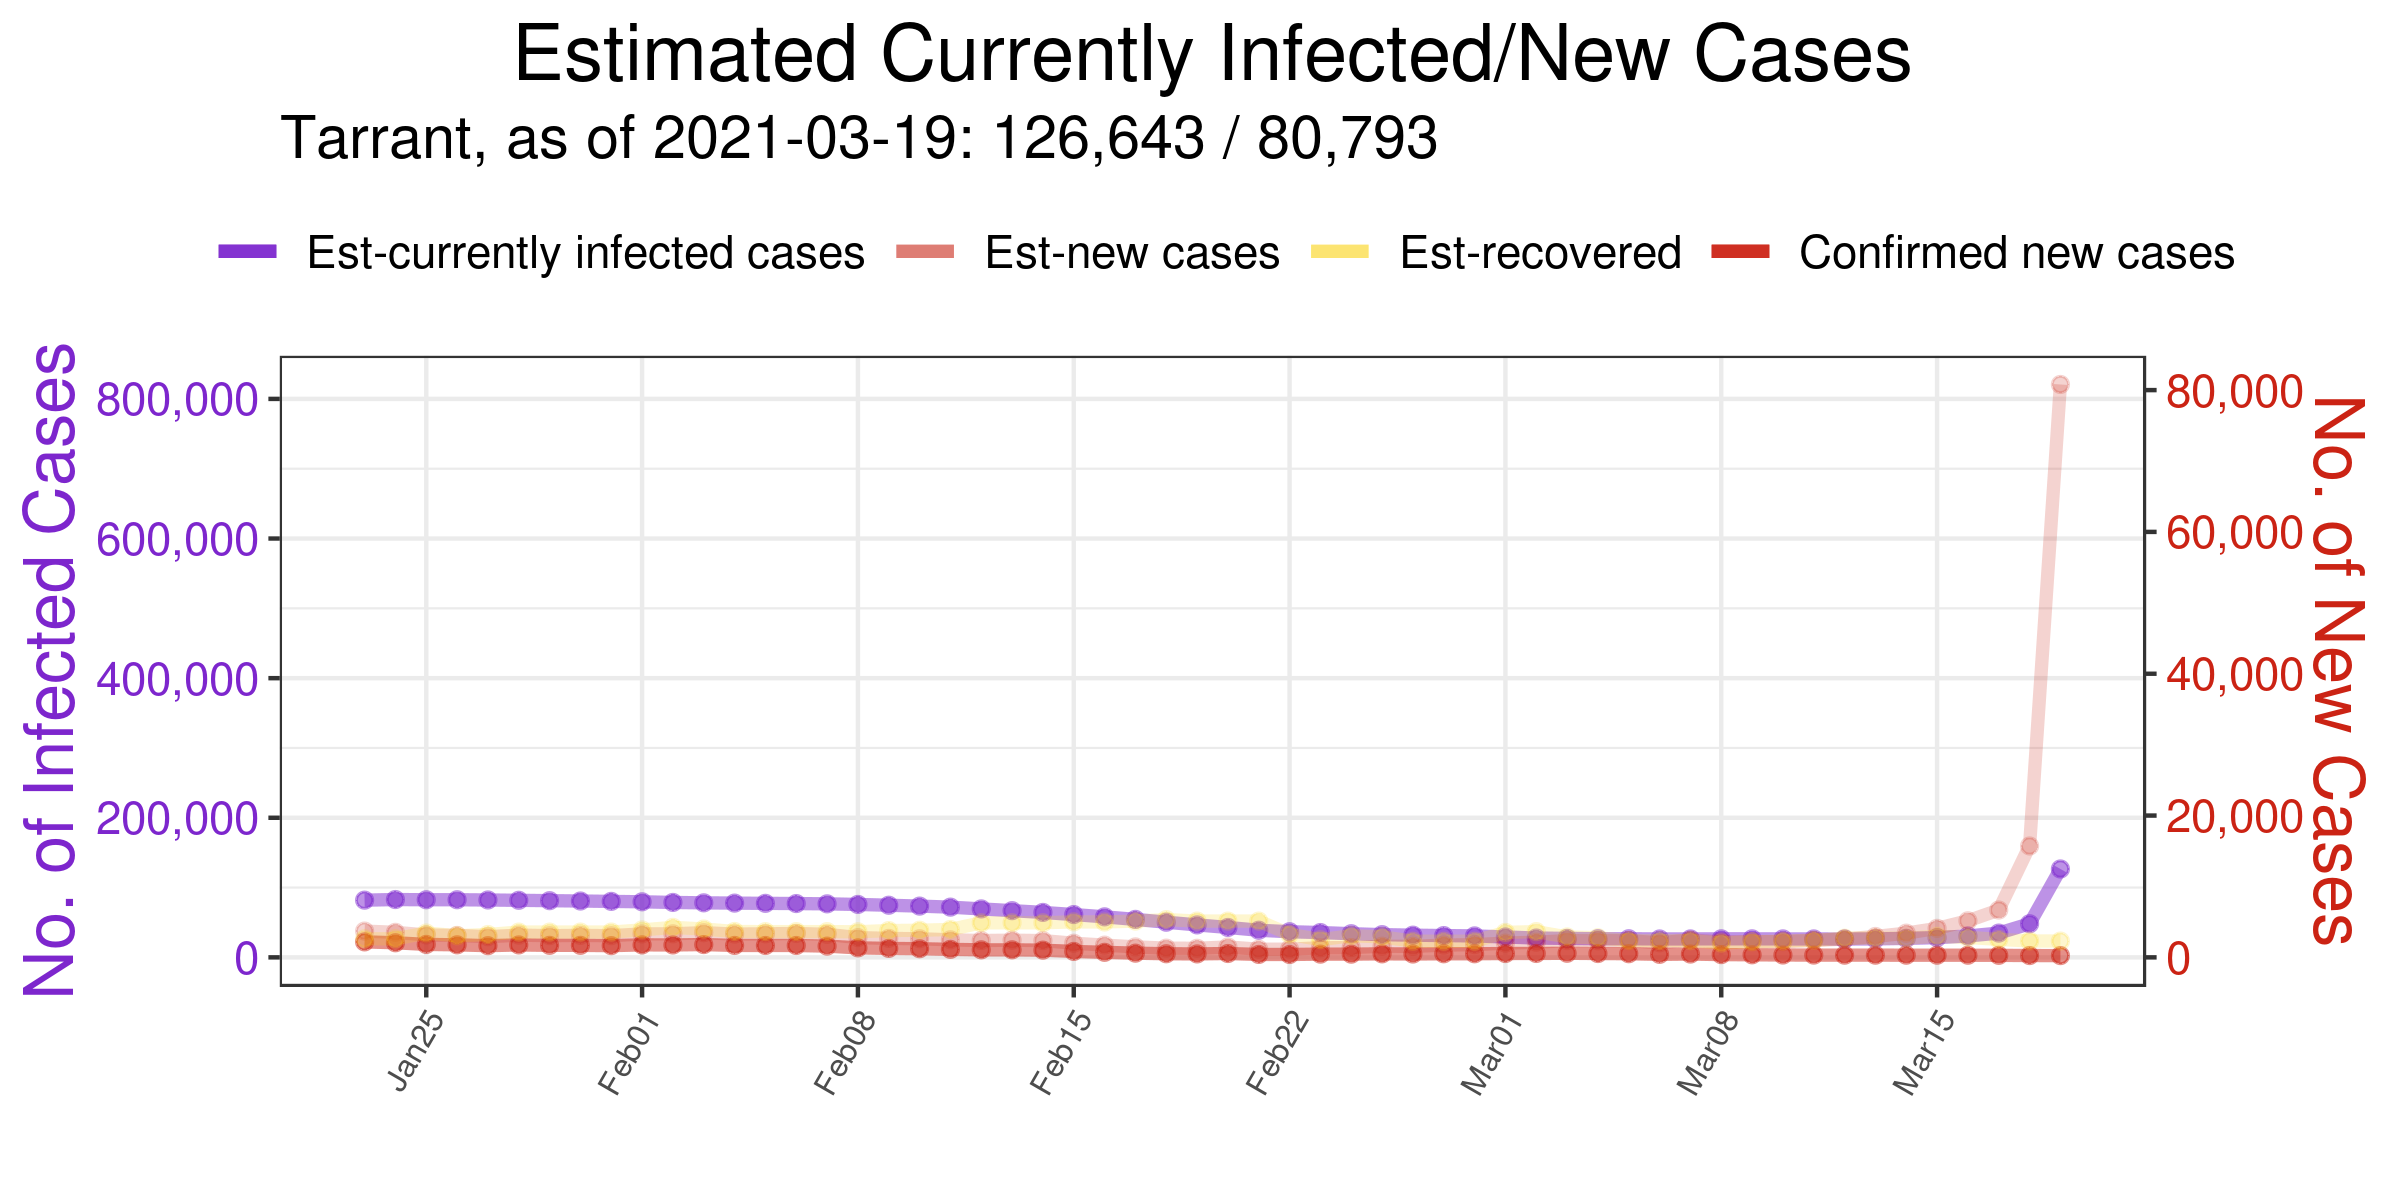 Estimated Currently Infected/New Cases
Tarrant, as of 2021-03-19: 126,643 / 80,793
Est-currently infected cases Est-new cases Est-recovered Confirmed new cases
No. of Infected Cases
800,000
600,000
400,000
200,000
0
80,000
60,000
40,000
20,000
0
No. of New Cases
Jan25 Feb01 Feb08 Feb15 Feb22 Mar01 Mar08 Mar15